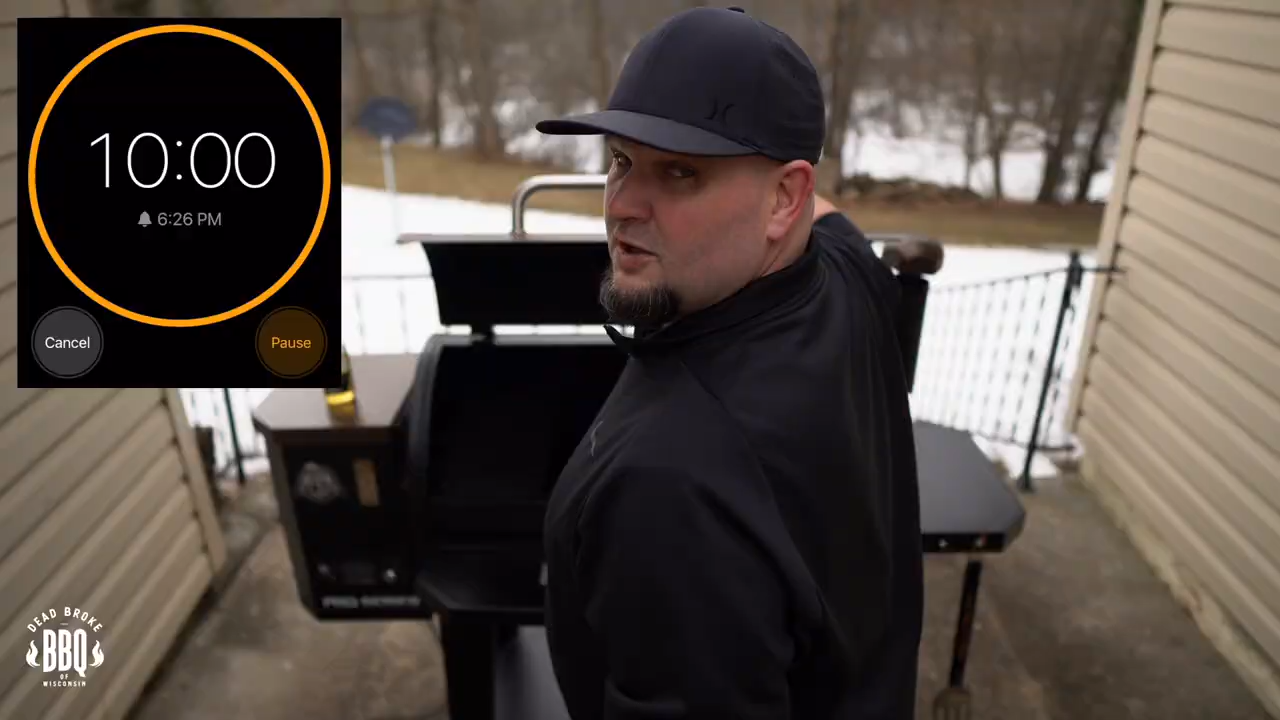 10:00
6:26 PM
Cancel
Pause
PRO SERIES
DEAD BROKE
BBQ
OF
WISCONSIN